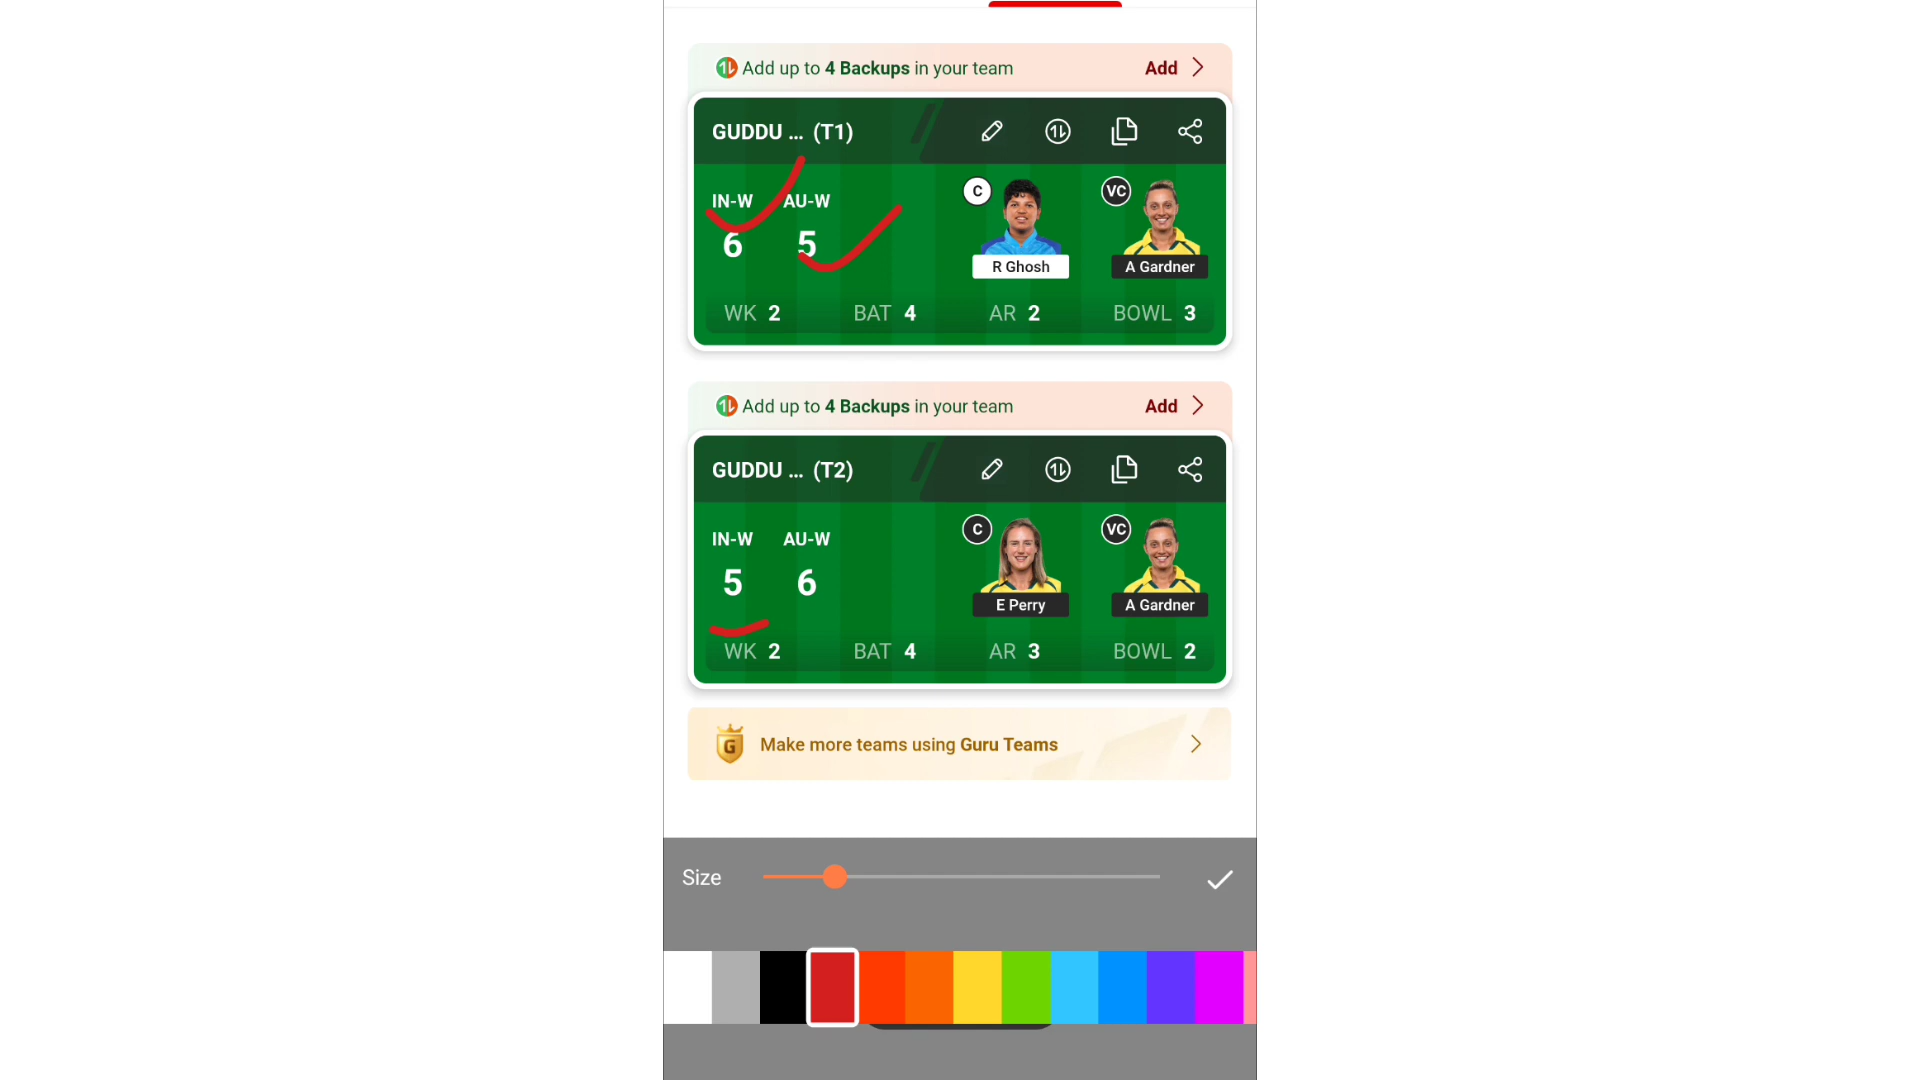 Add up to 4 Backups in your team Add
GUDDU ... (T1)
IN-W AU-W C VC
6 5
R Ghosh A Gardner
WK 2 BAT 4 AR 2 BOWL 3
Add up to 4 Backups in your team Add
GUDDU ... (T2)
IN-W AU-W C VC
5 6
E Perry A Gardner
WK 2 BAT 4 AR 3 BOWL 2
G Make more teams using Guru Teams
Size